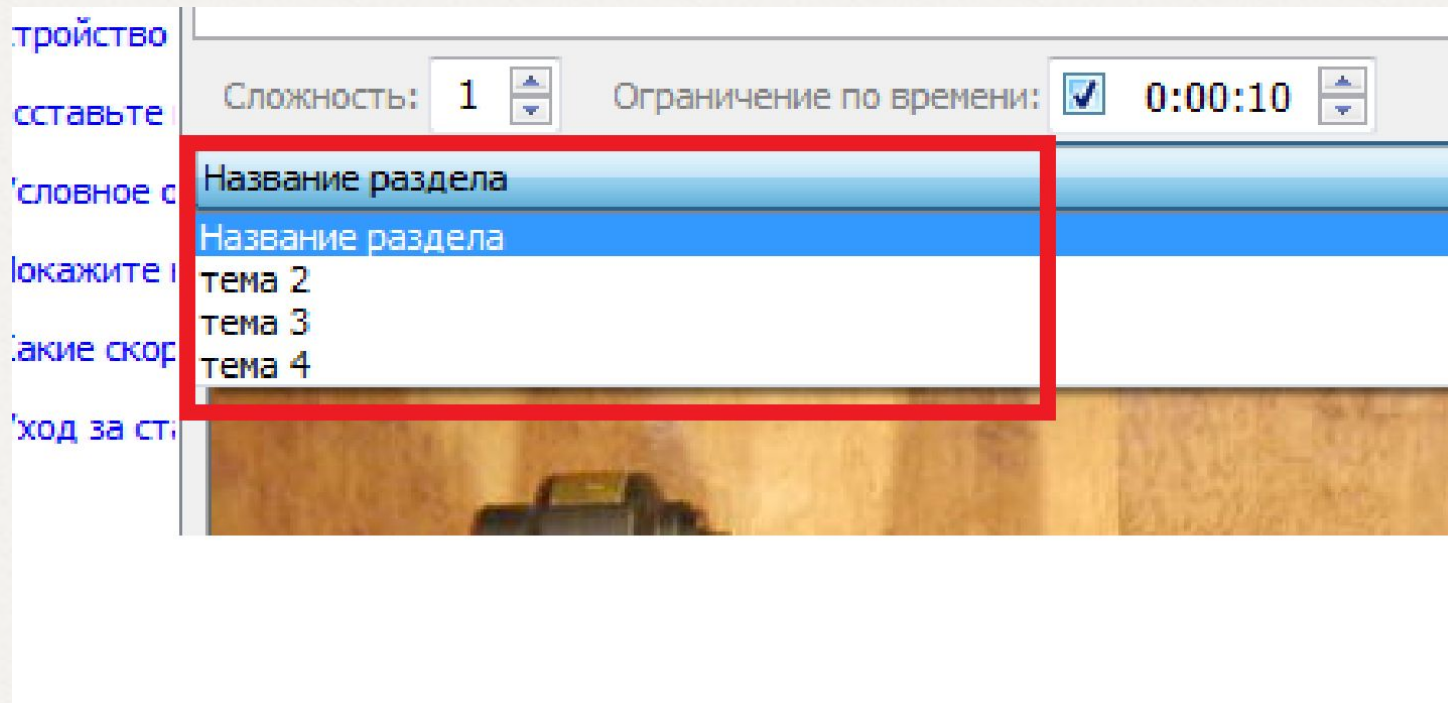 тройство
Сложность: 1 Ограничение по времени: 0:00:10
сставьте
словное о
Название раздела
Название раздела
окажите
тема 2
тема 3
акие скор
тема 4
ход за ста